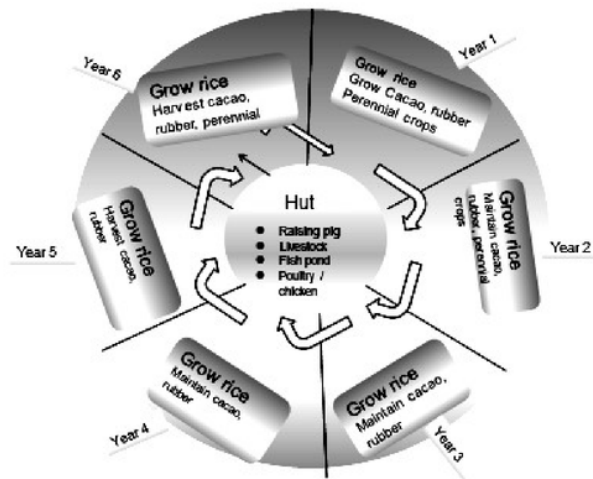 Year 1
Grow rice
Grow Cacao, rubber
Perennial crops
Year 2
Grow rice
Maintain cacao,
rubber, perennial
crops
Year 3
Grow rice
Maintain cacao,
rubber
Year 4
Grow rice
Maintain cacao,
rubber
Year 5
Grow rice
Harvest cacao,
rubber
Year 6
Grow rice
Harvest cacao,
rubber, perennial
Hut
Raising pig
Livestock
Fish pond
Poultry /
chicken